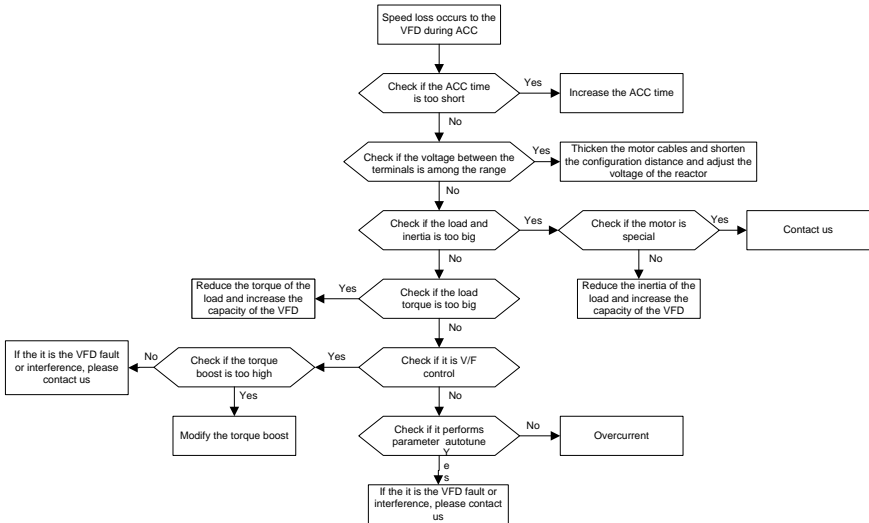 Speed loss occurs to the
VFD during ACC
Check if the ACC time
is too short
Yes
Increase the ACC time
No
Check if the voltage between the
terminals is among the range
Yes
Thicken the motor cables and shorten
the configuration distance and adjust the
voltage of the reactor
No
Check if the load and
inertia is too big
Yes
Check if the motor is
special
Yes
Contact us
No
No
Reduce the inertia of the
load and increase the
capacity of the VFD
Check if the load
torque is too big
Yes
Reduce the torque of the
load and increase the
capacity of the VFD
No
Check if it is V/F
control
Yes
Check if the torque
boost is too high
No
If the it is the VFD fault
or interference, please
contact us
Yes
Modify the torque boost
No
Check if it performs
parameter autotune
No
Overcurrent
Y
e
s
If the it is the VFD fault or
interference, please contact
us